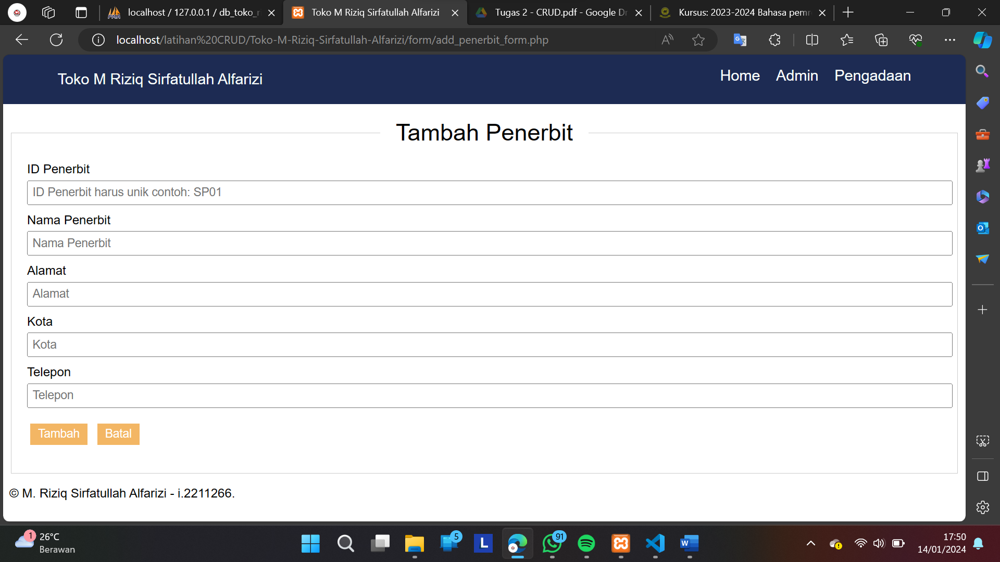 localhost / 127.0.0.1 / db_toko_r
Toko M Riziq Sirfatullah Alfarizi
Tugas 2 - CRUD.pdf - Google Dr
Kursus: 2023-2024 Bahasa pemr
localhost/latihan%20CRUD/Toko-M-Riziq-Sirfatullah-Alfarizi/form/add_penerbit_form.php
Toko M Riziq Sirfatullah Alfarizi
Home Admin Pengadaan
Tambah Penerbit
ID Penerbit
ID Penerbit harus unik contoh: SP01
Nama Penerbit
Nama Penerbit
Alamat
Alamat
Kota
Kota
Telepon
Telepon
Tambah Batal
© M. Riziq Sirfatullah Alfarizi - i.2211266.
1
26°C
Berawan
5
L
91
W
17:50
14/01/2024